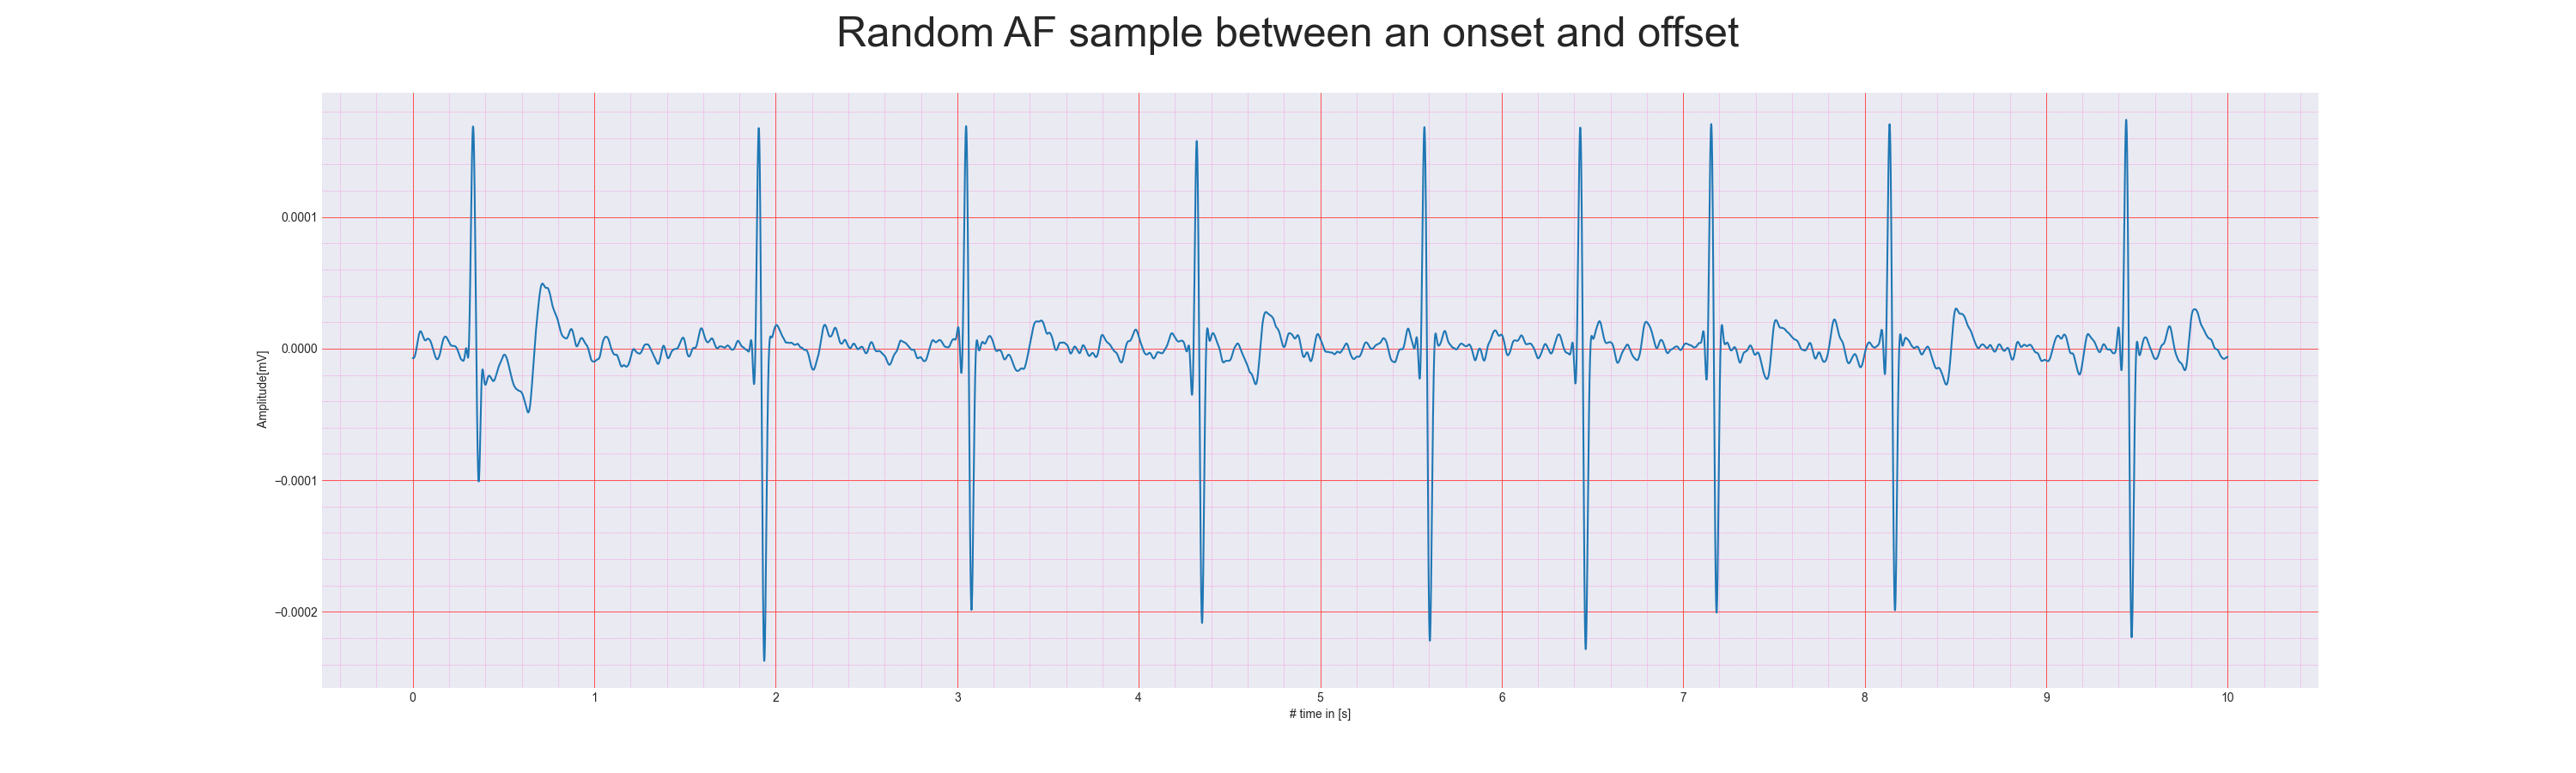 Random AF sample between an onset and offset
0.0001
0.0000
−0.0001
−0.0002
Amplitude[mV]
0 1 2 3 4 5 6 7 8 9 10
# time in [s]